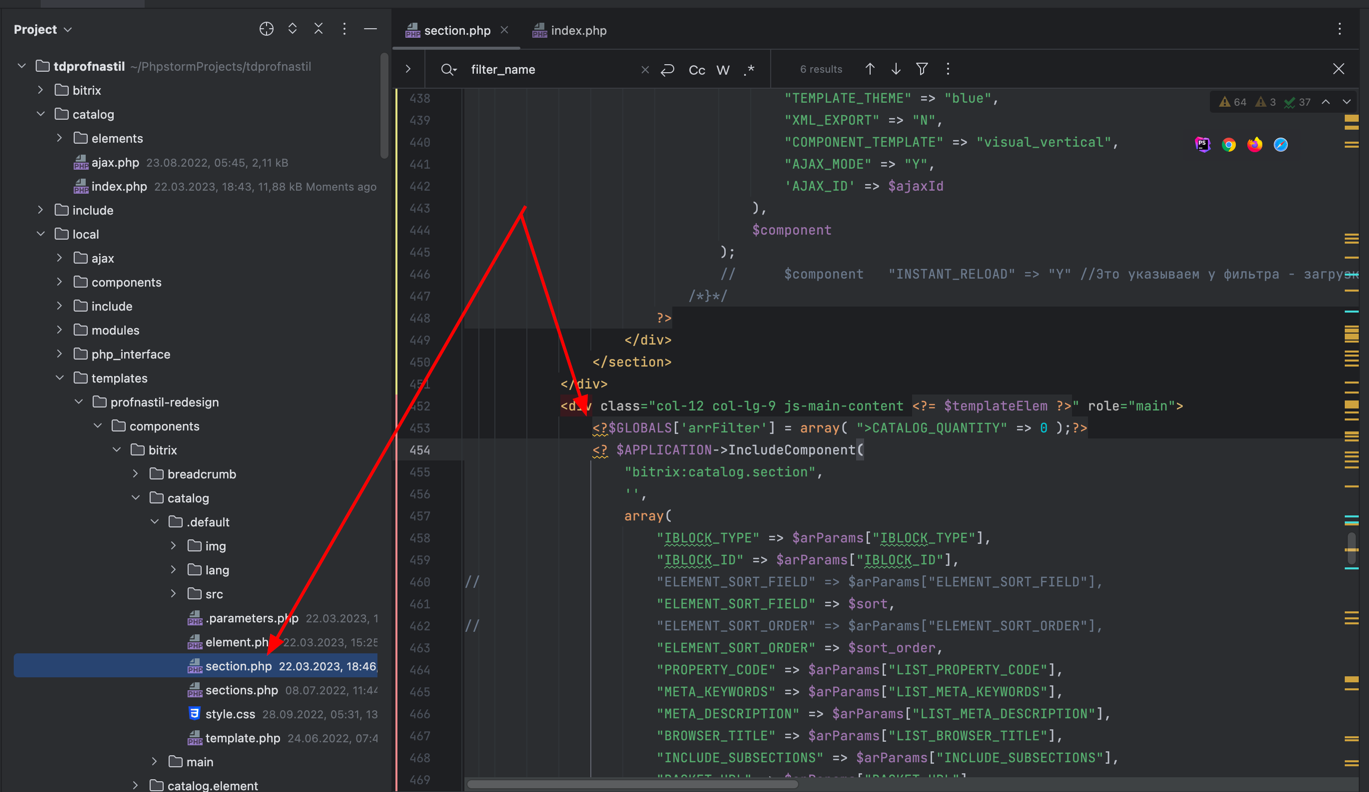 Project
tdprofnastil ~/PhpstormProjects/tdprofnastil
bitrix
catalog
elements
ajax.php 23.08.2022, 05:45, 2,11 kB
index.php 22.03.2023, 18:43, 11,88 kB Moments ago
include
local
ajax
components
include
modules
php_interface
templates
profnastil-redesign
components
bitrix
breadcrumb
catalog
.default
img
lang
src
.parameters.php 22.03.2023, 1
element.ph 22.03.2023, 15:25
section.php 22.03.2023, 18:46
sections.php 08.07.2022, 11:44
style.css 28.09.2022, 05:31, 13
template.php 24.06.2022, 07:4
main
catalog.element
section.php
index.php
filter_name
Cc W .*
6 results
64 3 37
438 "TEMPLATE_THEME" => "blue",
439 "XML_EXPORT" => "N",
440 "COMPONENT_TEMPLATE" => "visual_vertical",
441 "AJAX_MODE" => "Y",
442 'AJAX_ID' => $ajaxId
443 ),
444 $component
445 );
446 // $component "INSTANT_RELOAD" => "Y" //Это указываем у фильтра - загрузк
447 /*}*/
448 ?>
449 </div>
450 </section>
451 </div>
452 <div class="col-12 col-lg-9 js-main-content <?= $templateElem ?>" role="main">
453 <?$GLOBALS['arrFilter'] = array( ">CATALOG_QUANTITY" => 0 );?>
454 <? $APPLICATION->IncludeComponent(
455 "bitrix:catalog.section",
456 '',
457 array(
458 "IBLOCK_TYPE" => $arParams["IBLOCK_TYPE"],
459 "IBLOCK_ID" => $arParams["IBLOCK_ID"],
460 // "ELEMENT_SORT_FIELD" => $arParams["ELEMENT_SORT_FIELD"],
461 "ELEMENT_SORT_FIELD" => $sort,
462 // "ELEMENT_SORT_ORDER" => $arParams["ELEMENT_SORT_ORDER"],
463 "ELEMENT_SORT_ORDER" => $sort_order,
464 "PROPERTY_CODE" => $arParams["LIST_PROPERTY_CODE"],
465 "META_KEYWORDS" => $arParams["LIST_META_KEYWORDS"],
466 "META_DESCRIPTION" => $arParams["LIST_META_DESCRIPTION"],
467 "BROWSER_TITLE" => $arParams["LIST_BROWSER_TITLE"],
468 "INCLUDE_SUBSECTIONS" => $arParams["INCLUDE_SUBSECTIONS"],
469 "BASKET_URL" => $arParams["BASKET_URL"]